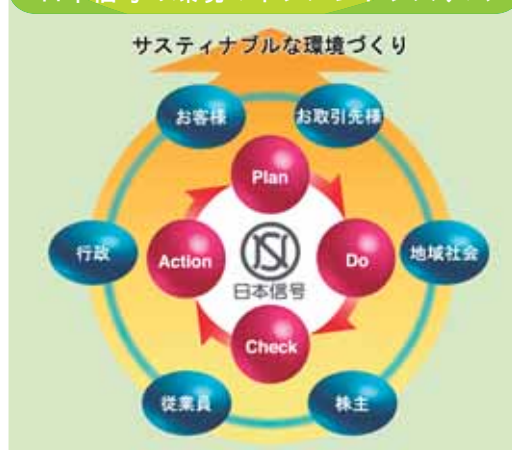 サスティナブルな環境づくり
お客様
お取引先様
Plan
行政
Action
日本信号
Do
地域社会
Check
従業員
株主